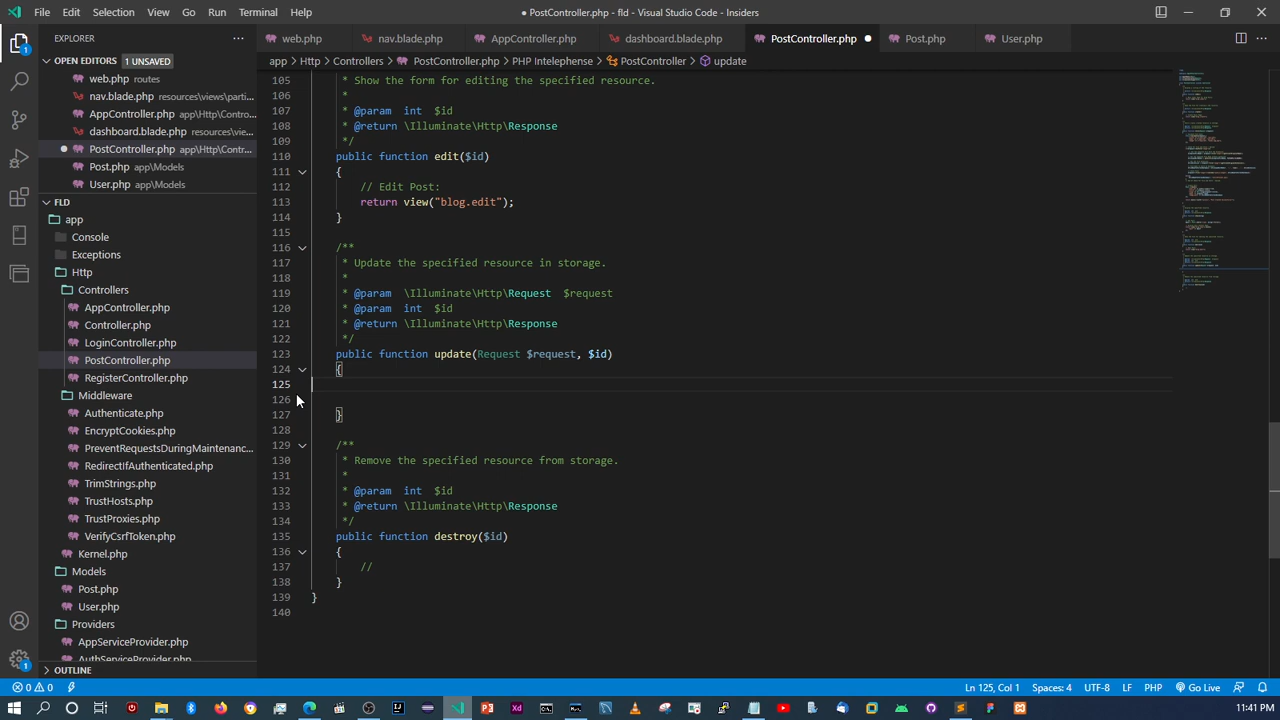 File Edit Selection View Go Run Terminal Help
● PostController.php - fld - Visual Studio Code - Insiders
EXPLORER ···
web.php nav.blade.php AppController.php dashboard.blade.php PostController.php ● Post.php User.php
OPEN EDITORS 1 UNSAVED
app > Http > Controllers > PostController.php > PHP Intelephense > PostController > update
web.php routes
nav.blade.php resources\views\parti...
AppController.php app\Http\Contr...
dashboard.blade.php resources\vie...
PostController.php app\Http\Contr...
Post.php app\Models
User.php app\Models
FLD
app
Console
Exceptions
Http
Controllers
AppController.php
Controller.php
LoginController.php
PostController.php
RegisterController.php
Middleware
Authenticate.php
EncryptCookies.php
PreventRequestsDuringMaintenanc...
RedirectIfAuthenticated.php
TrimStrings.php
TrustHosts.php
TrustProxies.php
VerifyCsrfToken.php
Kernel.php
Models
Post.php
User.php
Providers
AppServiceProvider.php
AuthServiceProvider.php
OUTLINE
105 * Show the form for editing the specified resource.
106 *
107 * @param int $id
108 * @return \Illuminate\Http\Response
109 */
110 public function edit($id)
111 {
112 // Edit Post
113 return view("blog.edit");
114 }
115
116 /**
117 * Update the specified resource in storage.
118 *
119 * @param \Illuminate\Http\Request $request
120 * @param int $id
121 * @return \Illuminate\Http\Response
122 */
123 public function update(Request $request, $id)
124 {
125
126
127 }
128
129 /**
130 * Remove the specified resource from storage.
131 *
132 * @param int $id
133 * @return \Illuminate\Http\Response
134 */
135 public function destroy($id)
136 {
137 //
138 }
139 }
140
0 0 Ln 125, Col 1 Spaces: 4 UTF-8 LF PHP Go Live
11:41 PM